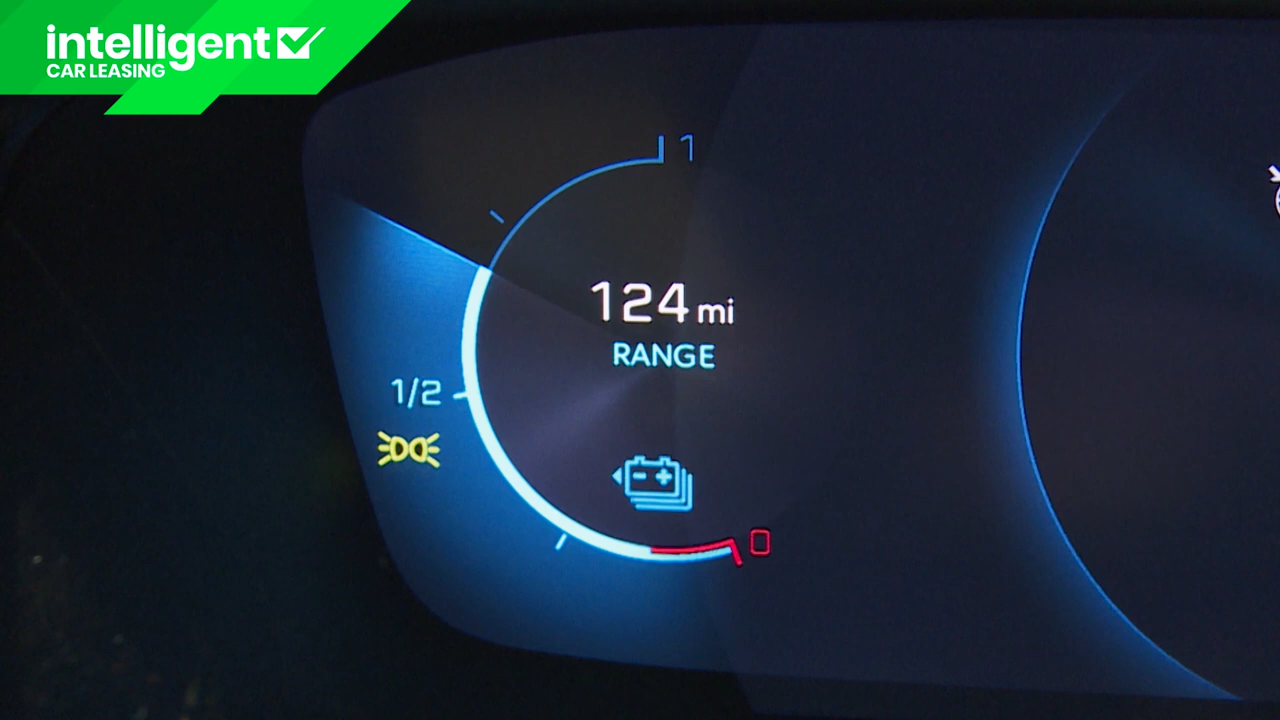 intelligent
CAR LEASING
1
124 mi
RANGE
1/2
0